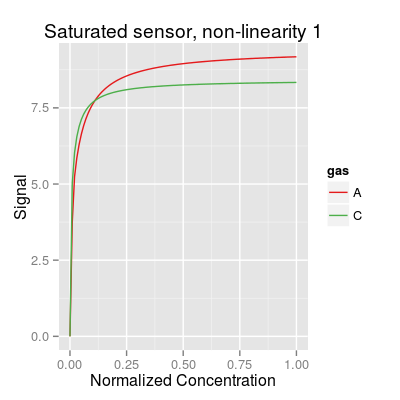 Saturated sensor, non-linearity 1
7.5
5.0
2.5
0.0
Signal
0.00 0.25 0.50 0.75 1.00
Normalized Concentration
gas
A
C